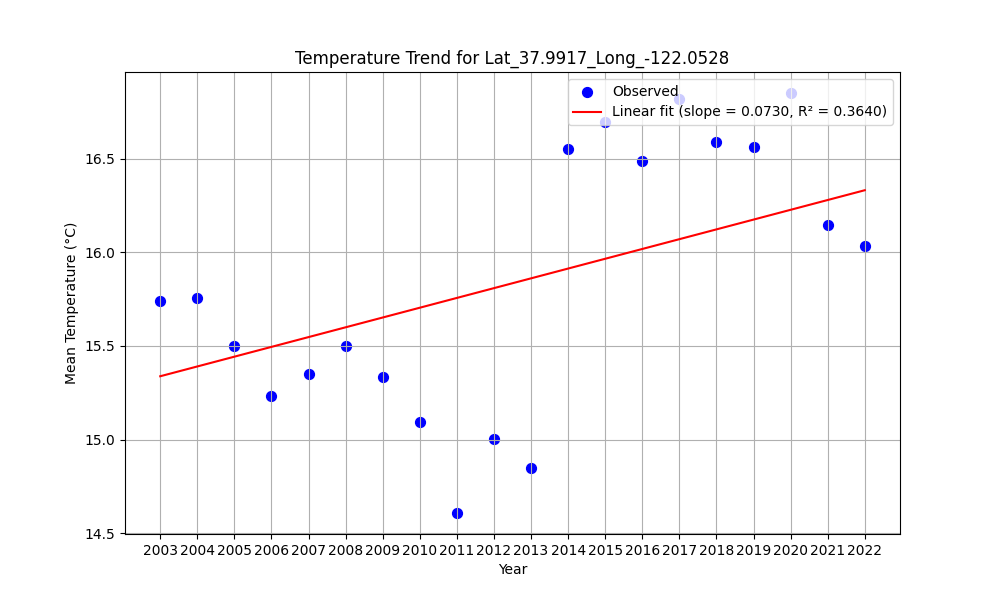 Temperature Trend for Lat_37.9917_Long_-122.0528
Observed
Linear fit (slope = 0.0730, R² = 0.3640)
Mean Temperature (°C)
16.5
16.0
15.5
15.0
14.5
2003 2004 2005 2006 2007 2008 2009 2010 2011 2012 2013 2014 2015 2016 2017 2018 2019 2020 2021 2022
Year